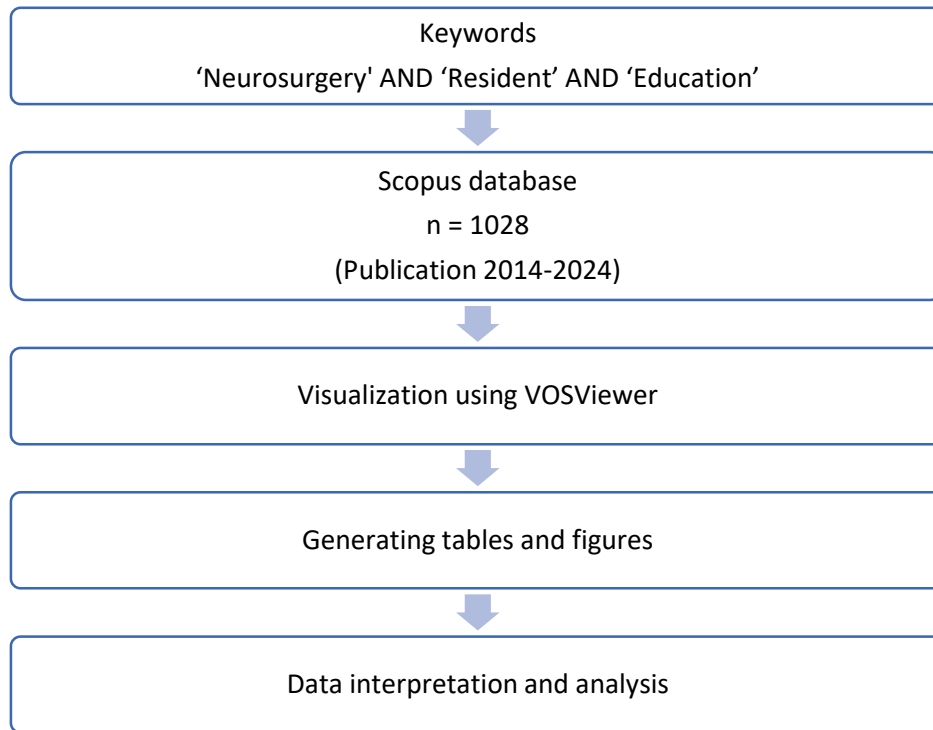 Keywords
‘Neurosurgery' AND ‘Resident’ AND ‘Education’
Scopus database
n = 1028
(Publication 2014-2024)
Visualization using VOSViewer
Generating tables and figures
Data interpretation and analysis